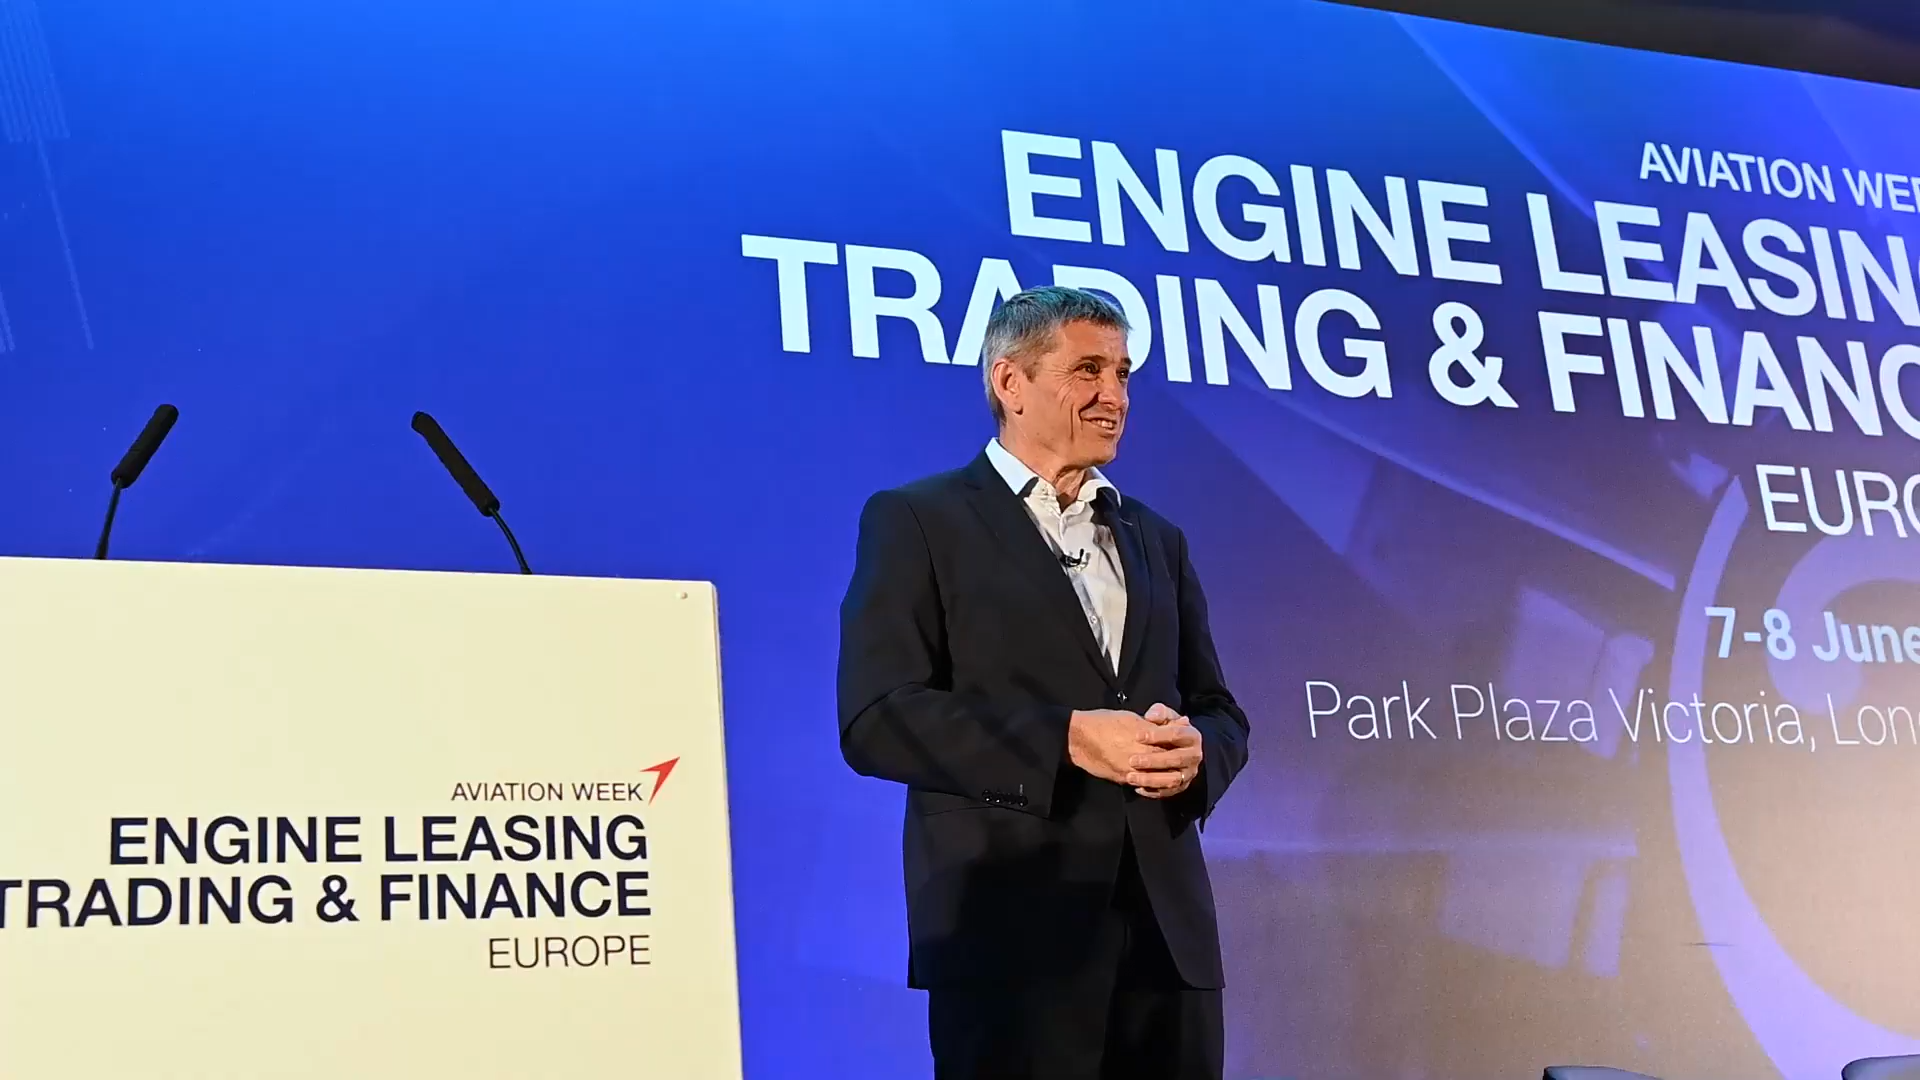 AVIATION WEE
ENGINE LEASING
TRADING & FINANC
EURO
7-8 June
Park Plaza Victoria, Lon
AVIATION WEEK
ENGINE LEASING
TRADING & FINANCE
EUROPE